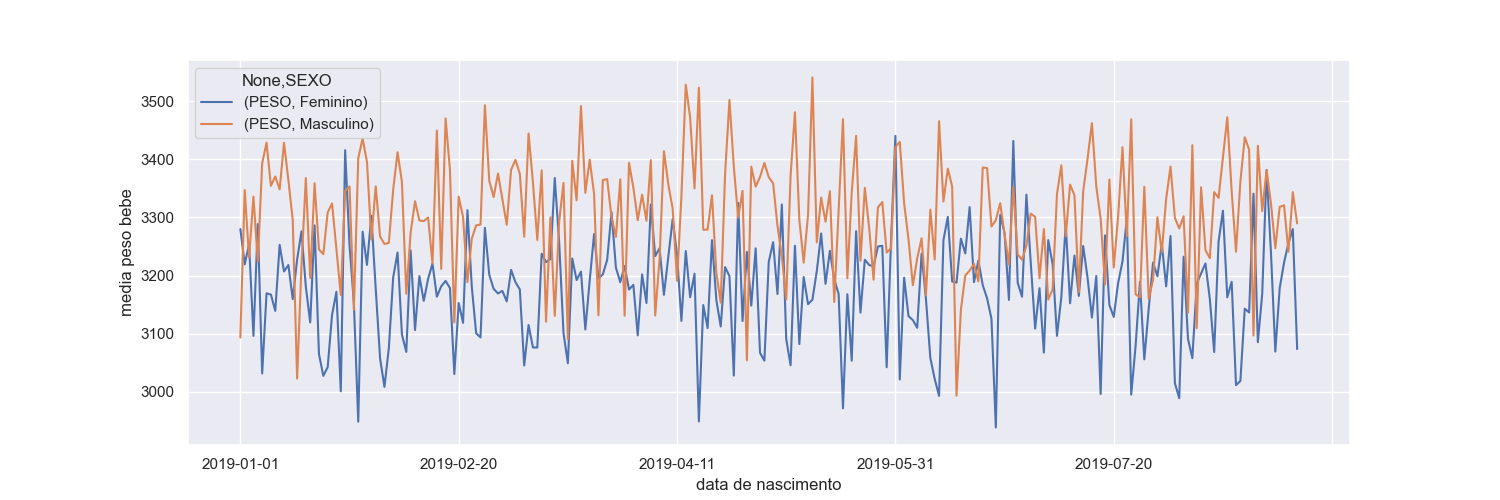 None,SEXO
(PESO, Feminino)
(PESO, Masculino)
3500
3400
3300
3200
3100
3000
media peso bebe
2019-01-01
2019-02-20
2019-04-11
2019-05-31
2019-07-20
data de nascimento